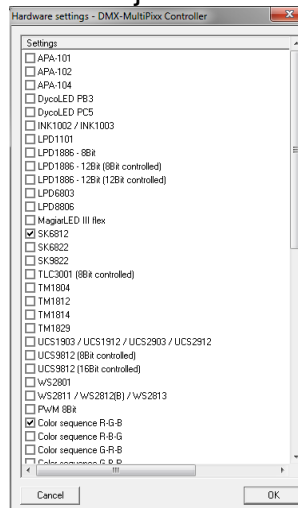 Hardware settings - DMX-MultiPixx Controller
Settings
APA-101
APA-102
APA-104
DycoLED PB3
DycoLED PC5
INK1002 / INK1003
LPD1101
LPD1886 - 8Bit
LPD1886 - 12Bit (8Bit controlled)
LPD1886 - 12Bit (12Bit controlled)
LPD6803
LPD8806
MagiarLED III flex
SK6812
SK6822
SK9822
TLC3001 (8Bit controlled)
TM1804
TM1812
TM1814
TM1829
UCS1903 / UCS1912 / UCS2903 / UCS2912
UCS9812 (8Bit controlled)
UCS9812 (16Bit controlled)
WS2801
WS2811 / WS2812(B) / WS2813
PWM 8Bit
Color sequence R-G-B
Color sequence R-B-G
Color sequence G-R-B
Color sequence G-B-R
Cancel
OK